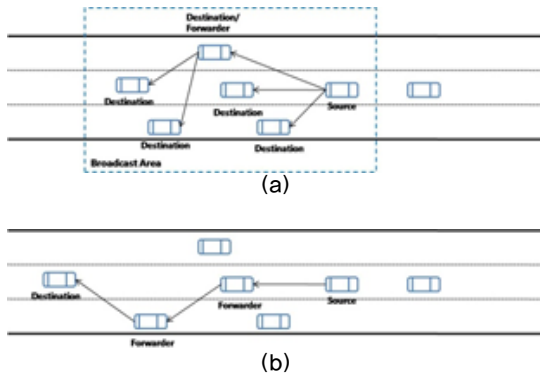 Destination/
Forwarder
Destination
Destination
Source
Destination
Destination
Broadcast Area
(a)
Destination
Forwarder
Source
Forwarder
(b)